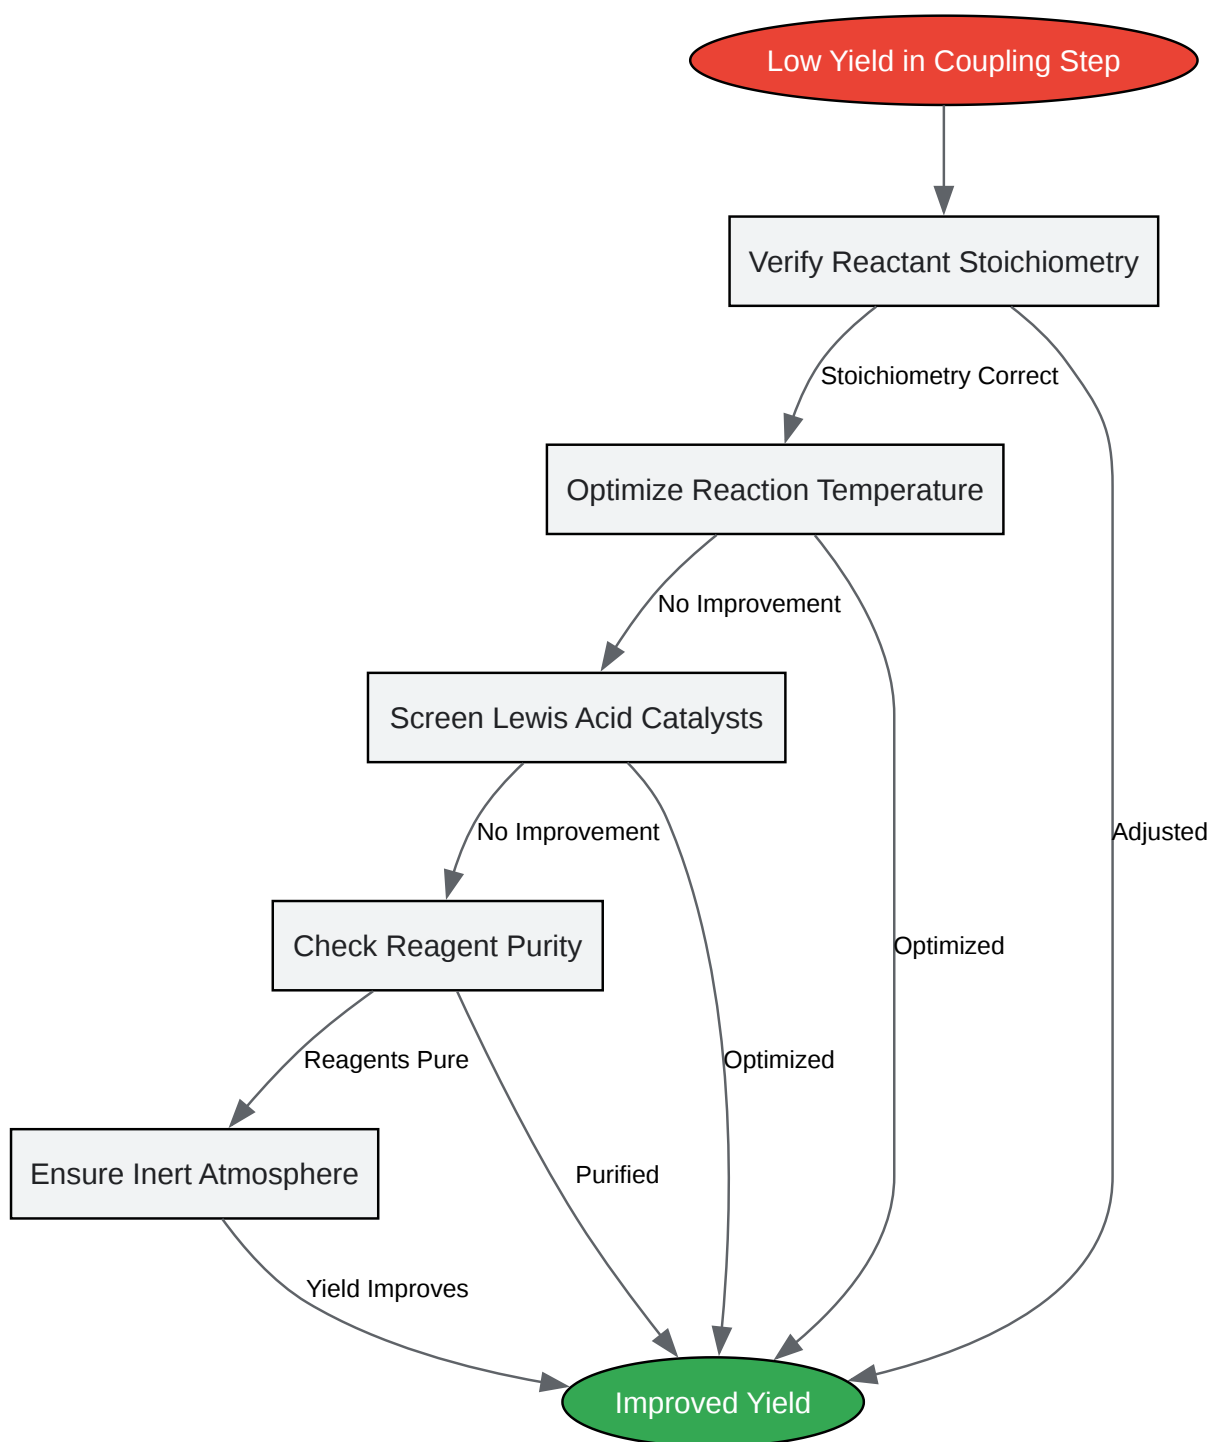 Low Yield in Coupling Step
Verify Reactant Stoichiometry
Stoichiometry Correct
Optimize Reaction Temperature
No Improvement
Screen Lewis Acid Catalysts
No Improvement
Adjusted
Check Reagent Purity
Optimized
Reagents Pure
Optimized
Ensure Inert Atmosphere
Purified
Yield Improves
Improved Yield